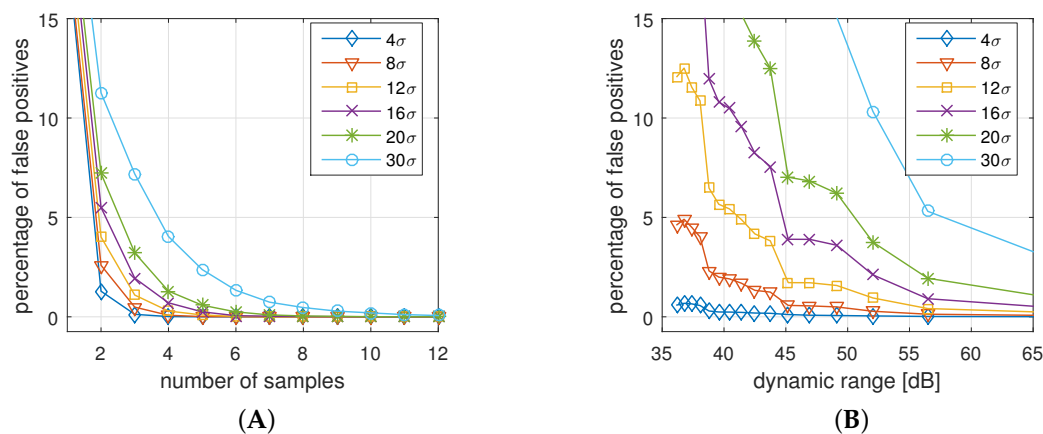 15
10
5
0
percentage of false positives
2
4
6
8
10
12
number of samples
4σ
8σ
12σ
16σ
20σ
30σ
(A)
15
10
5
0
percentage of false positives
35
40
45
50
55
60
65
dynamic range [dB]
4σ
8σ
12σ
16σ
20σ
30σ
(B)